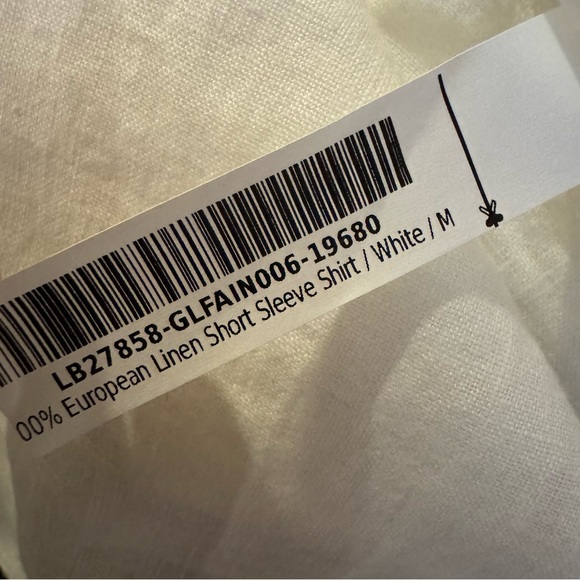 LB27858-GLFAIN006-19680
00% European Linen Short Sleeve Shirt / White / M